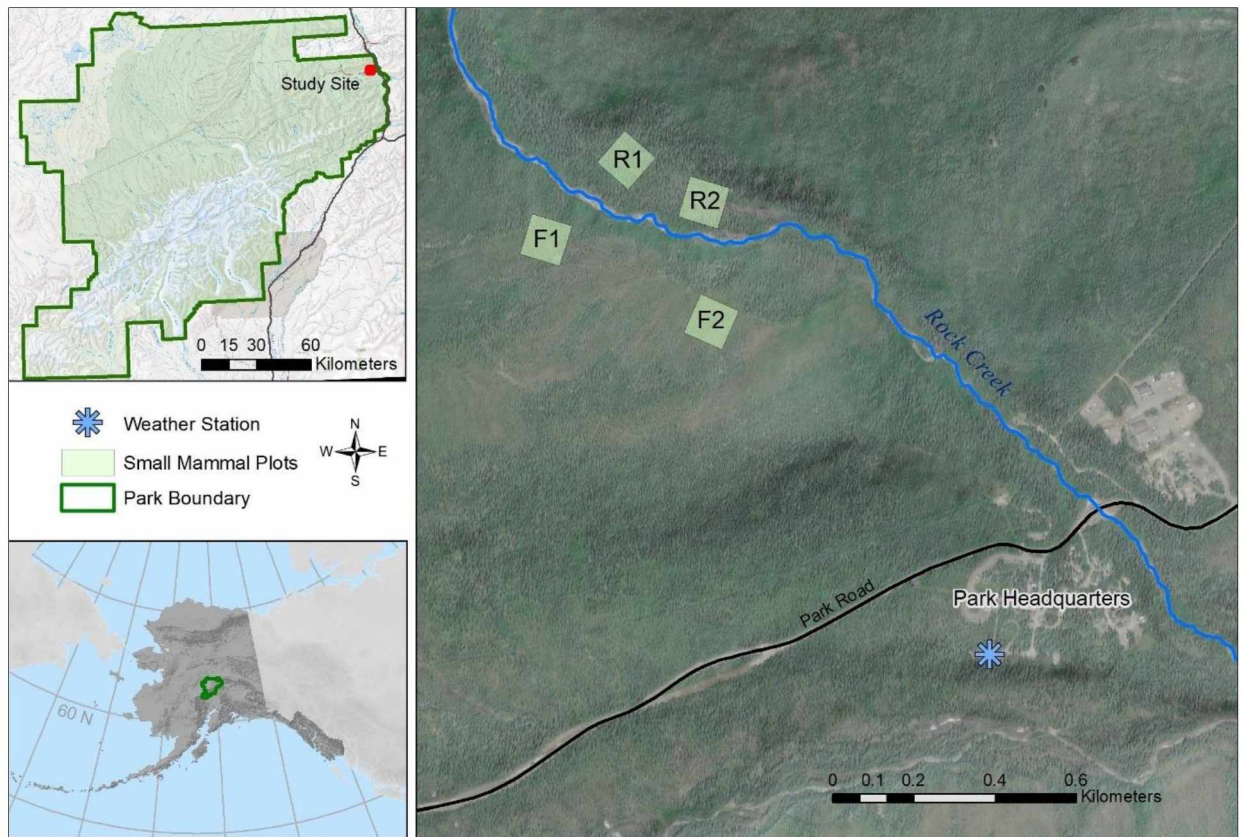 Study Site
0 15 30 60
Kilometers
Weather Station
Small Mammal Plots
Park Boundary
N
W E
S
60 N
R1
R2
F1
F2
Rock Creek
Park Road
Park Headquarters
0 0.1 0.2 0.4 0.6
Kilometers